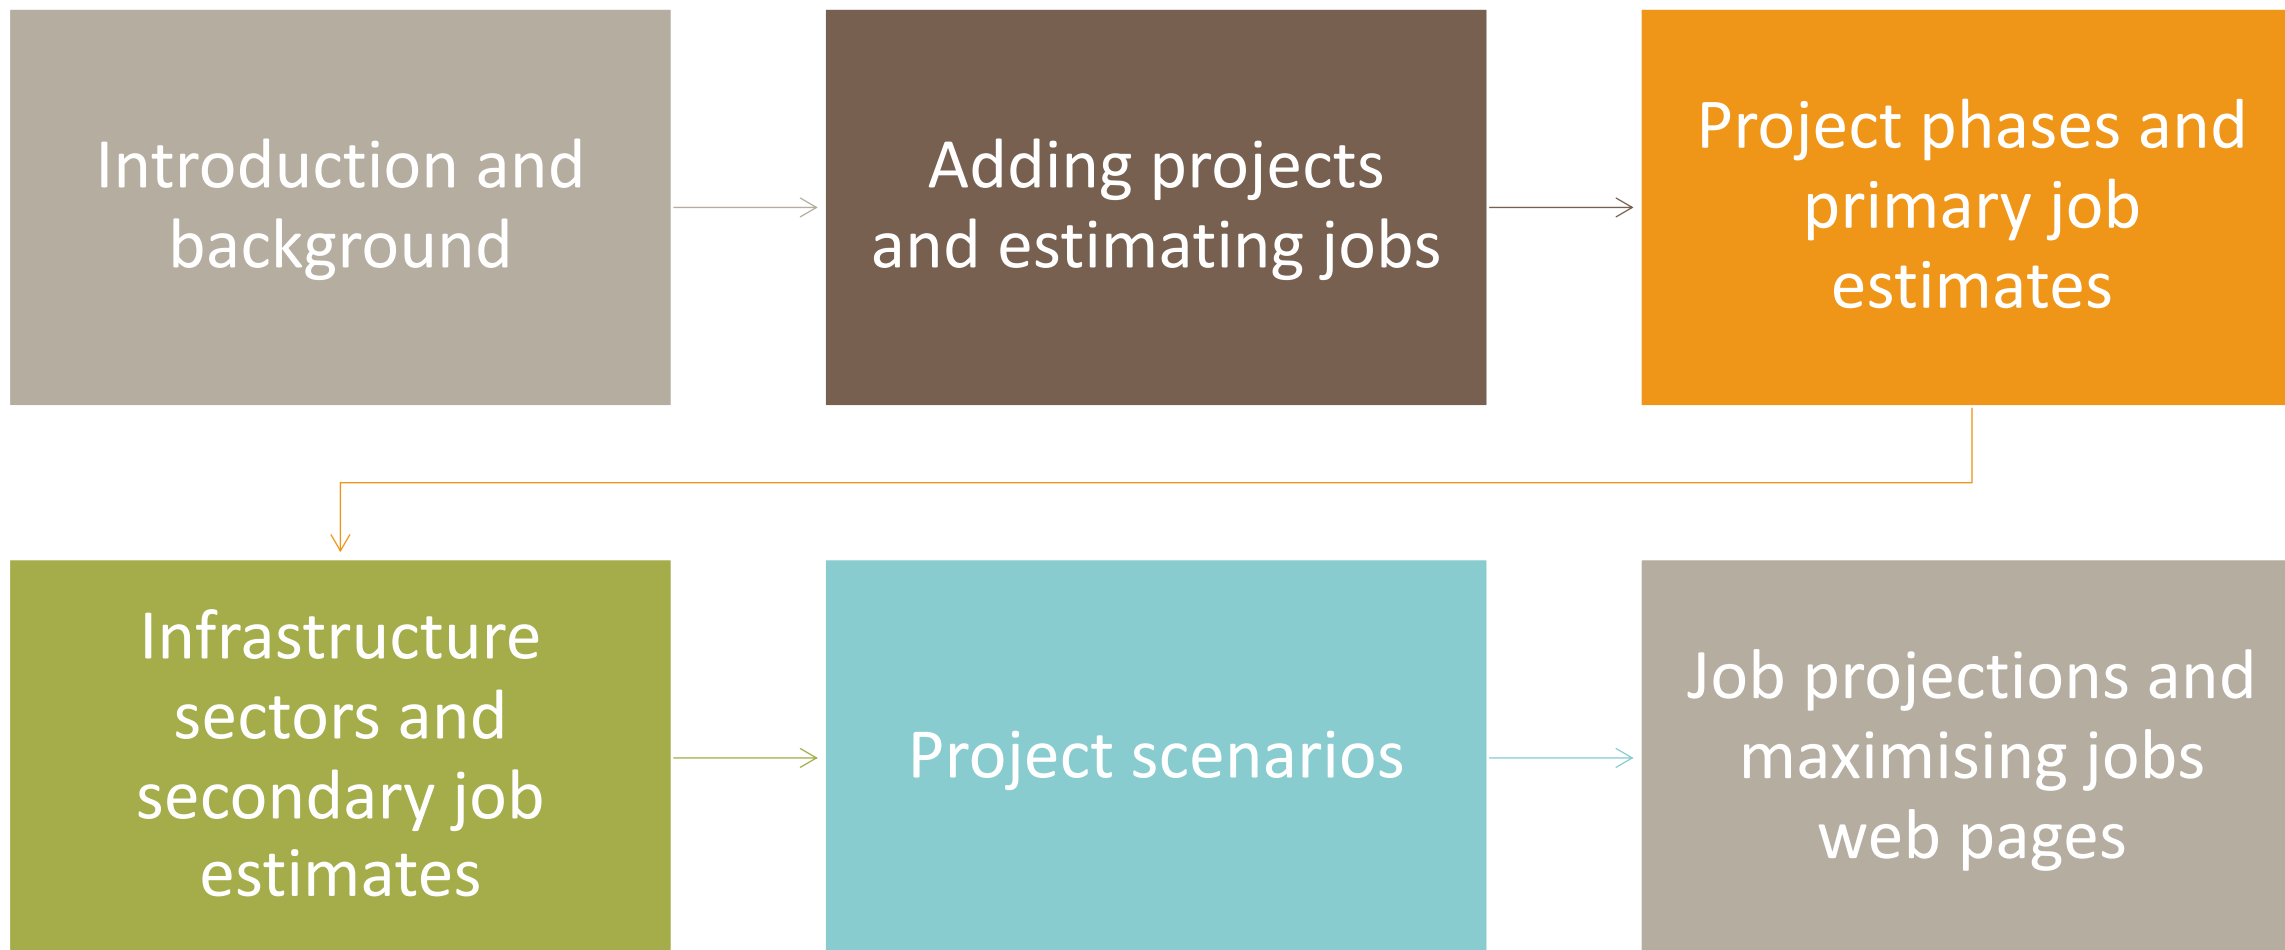 Introduction and
background
Adding projects
and estimating jobs
Project phases and
primary job
estimates
Infrastructure
sectors and
secondary job
estimates
Project scenarios
Job projections and
maximising jobs
web pages